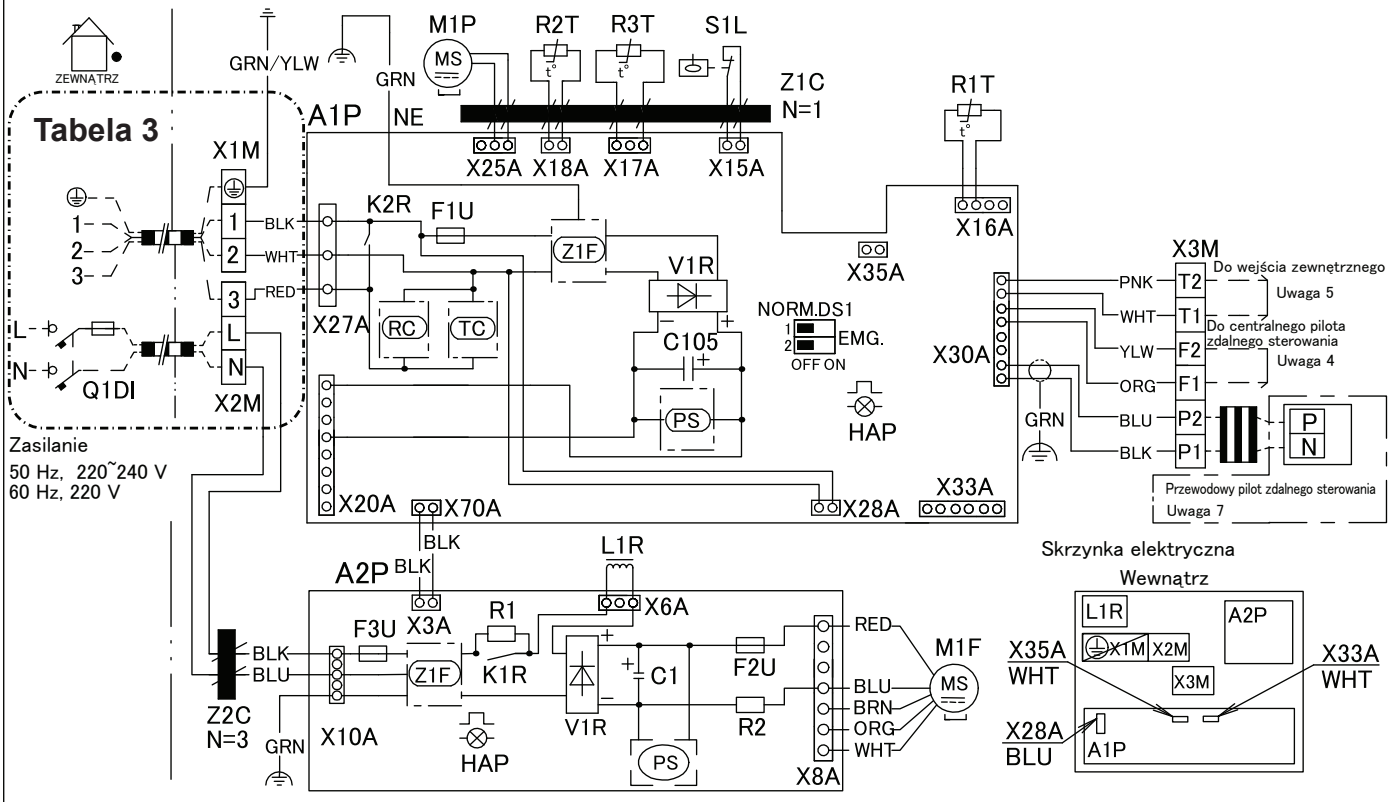 ZEWNĄTRZ
GRN/YLW
GRN
M1P
MS
R2T
t°
R3T
t°
S1L
Z1C
N=1
R1T
t°
Tabela 3
A1P
NE
X25A
X18A
X17A
X15A
X16A
X1M
1
2
3
1
BLK
2
WHT
3
RED
L
N
L
N
Q1DI
X2M
X27A
K2R
F1U
Z1F
V1R
RC
TC
C105
PS
X35A
NORM.
DS1
1
2
EMG.
OFF ON
HAP
X30A
X3M
PNK
T2
Do wejścia zewnętrznego
Uwaga 5
WHT
T1
Do centralnego pilota
zdalnego sterowania
YLW
F2
Uwaga 4
ORG
F1
GRN
BLU
P2
P
N
BLK
P1
Przewodowy pilot zdalnego sterowania
Uwaga 7
Zasilanie
50 Hz, 220~240 V
60 Hz, 220 V
X20A
X70A
X28A
X33A
BLK
BLK
L1R
A2P
X3A
X6A
F3U
R1
K1R
Z1F
BLK
BLU
Z2C
N=3
GRN
X10A
HAP
V1R
C1
F2U
R2
PS
X8A
RED
M1F
MS
BLU
BRN
ORG
WHT
Skrzynka elektryczna
Wewnątrz
L1R
A2P
X1M
X2M
X3M
X35A
WHT
X33A
WHT
X28A
BLU
A1P